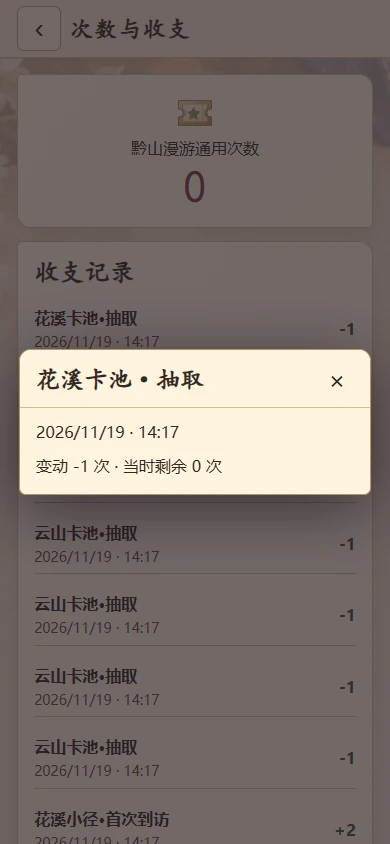 ‹ 次数与收支
黔山漫游通用次数
0
收支记录
花溪卡池•抽取
2026/11/19 · 14:17
-1
花溪卡池•抽取 ×
2026/11/19 · 14:17
变动 -1 次 · 当时剩余 0 次
云山卡池•抽取
2026/11/19 · 14:17
-1
云山卡池•抽取
2026/11/19 · 14:17
-1
云山卡池•抽取
2026/11/19 · 14:17
-1
云山卡池•抽取
2026/11/19 · 14:17
-1
花溪小径•首次到访
2026/11/19 · 14:17
+2